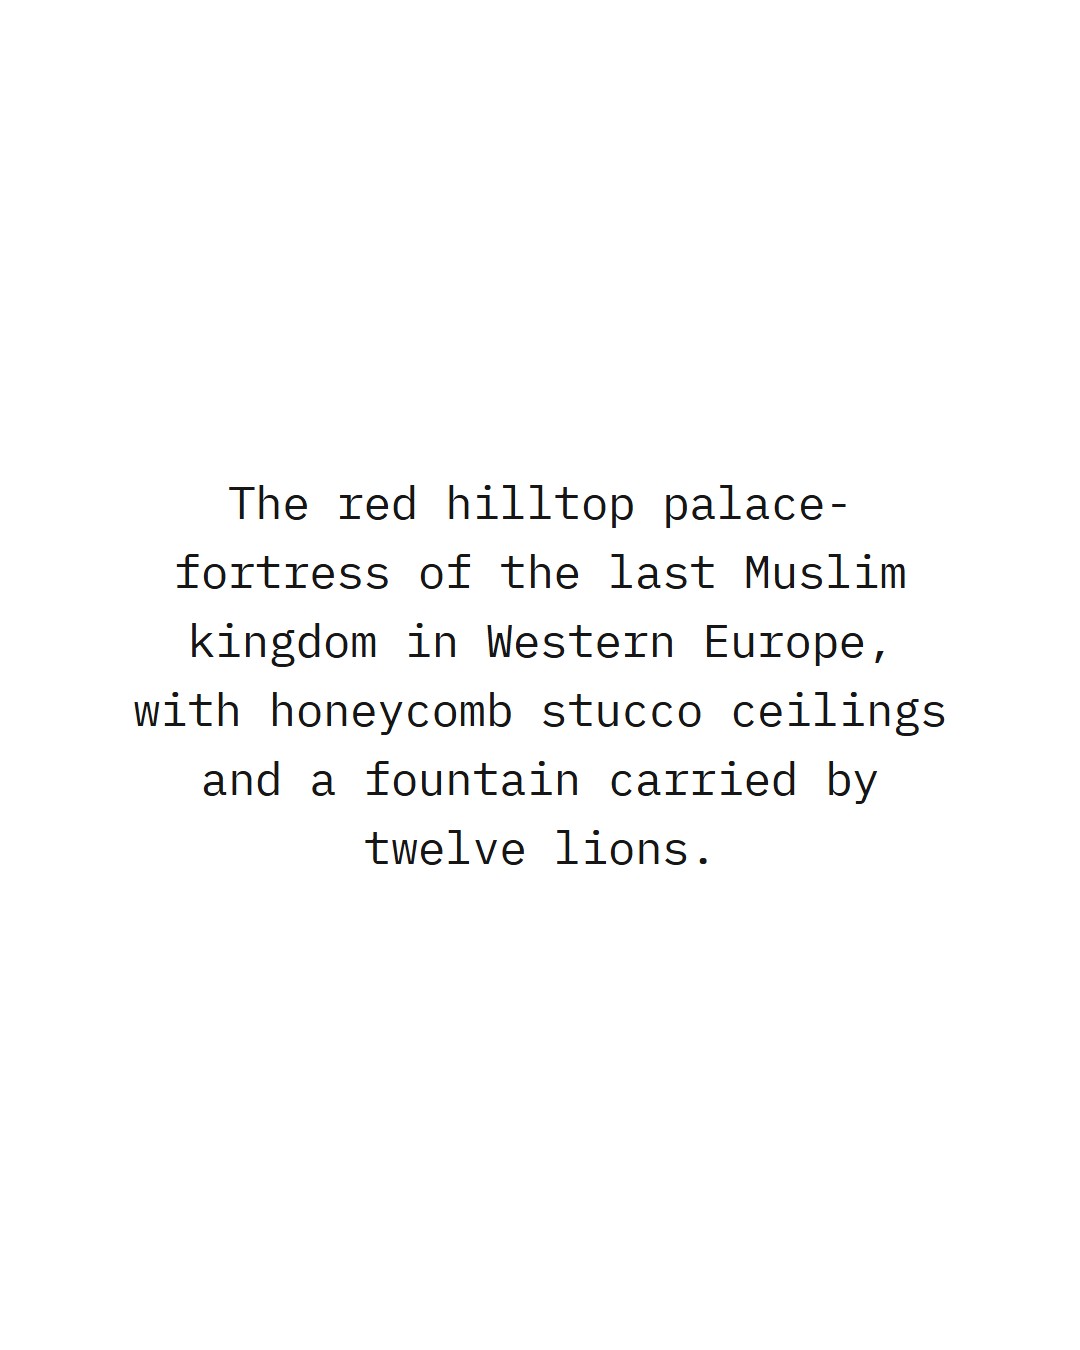 The red hilltop palace-
fortress of the last Muslim
kingdom in Western Europe,
with honeycomb stucco ceilings
and a fountain carried by
twelve lions.